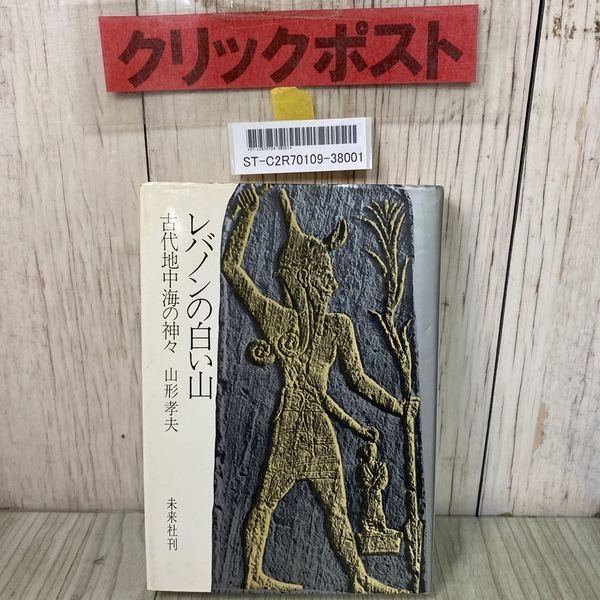 クリックポスト
ST-C2R70109-38001
レバノンの白い山
古代地中海の神々 山形孝夫
未来社刊